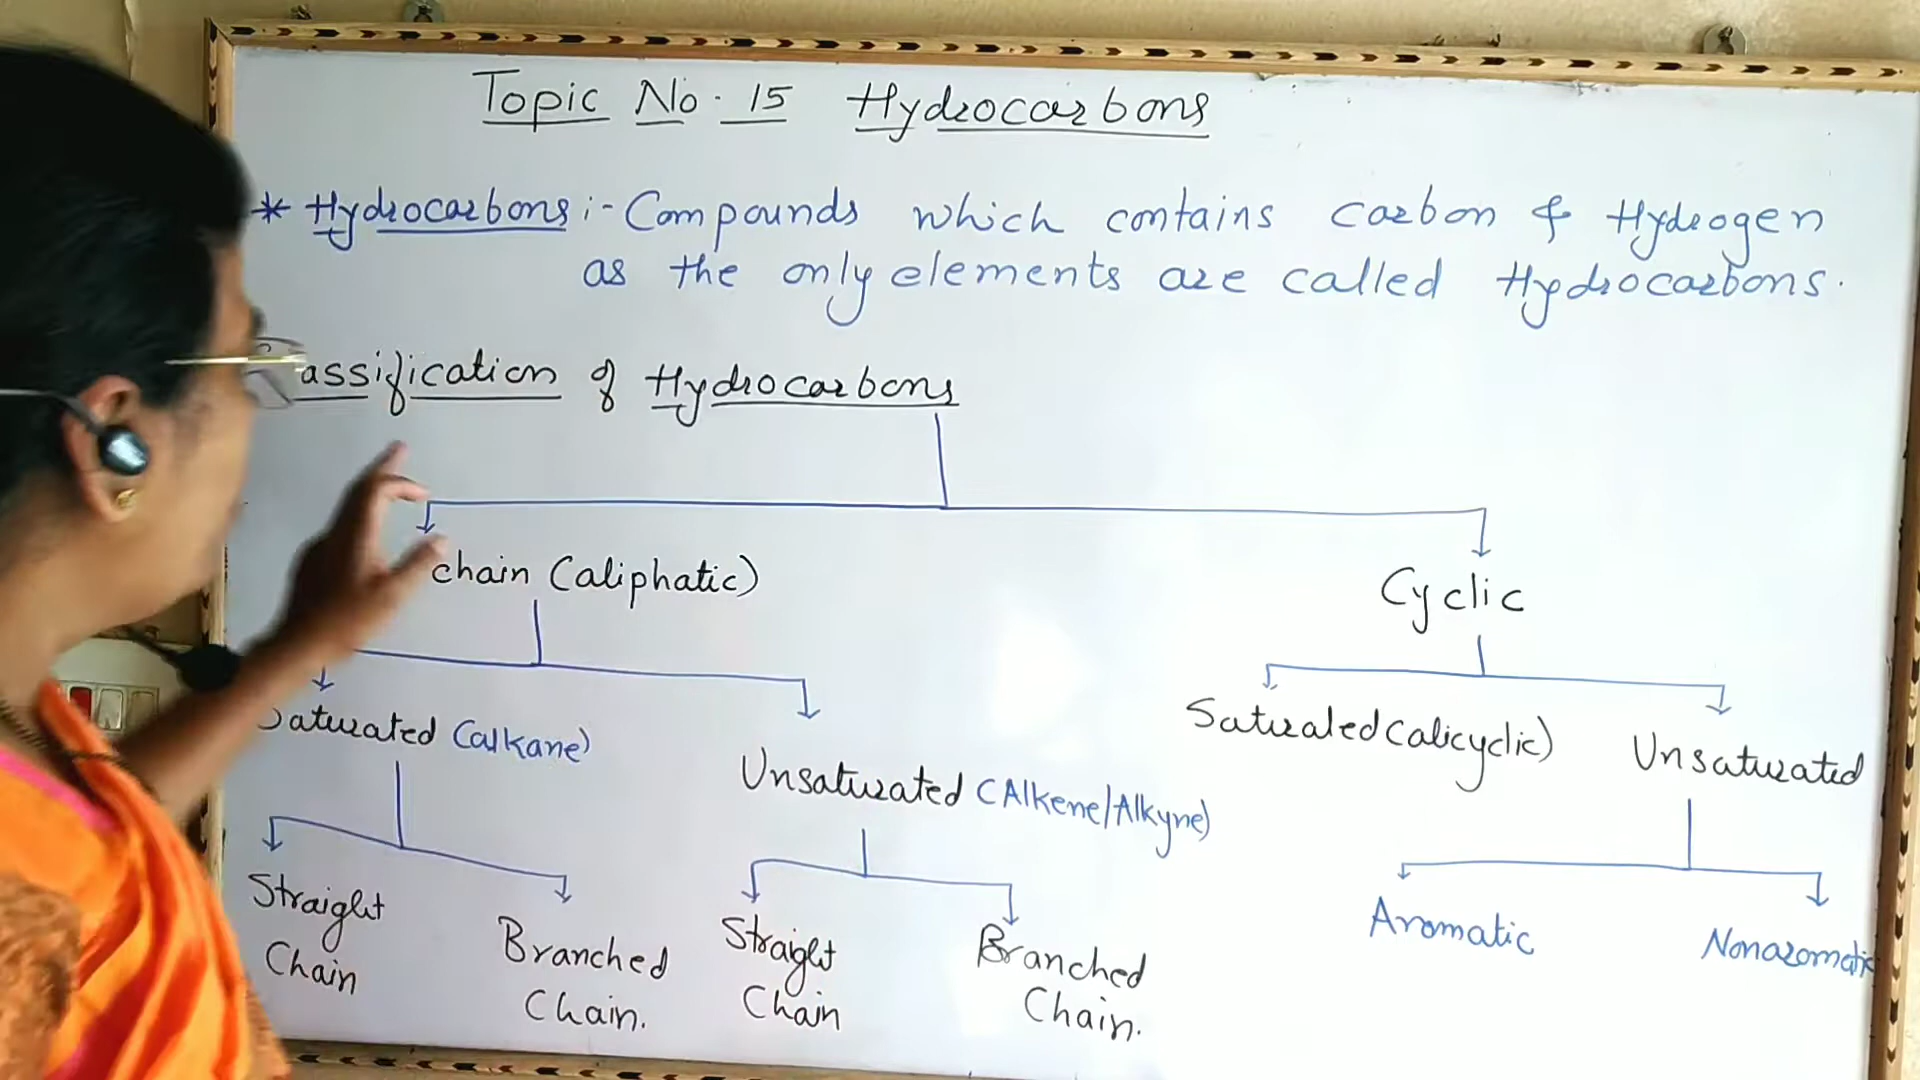 Topic No. 15 Hydrocarbons
* Hydrocarbons :- Compounds which contains carbon & Hydrogen
as the only elements are called Hydrocarbons.
assification of Hydrocarbons
chain (aliphatic)
Cyclic
Saturated (alkane)
Unsaturated (Alkene/Alkyne)
Saturated (alicyclic)
Unsaturated
Straight
Chain
Branched
Chain.
Straight
Chain
Branched
Chain.
Aromatic
Nonaromatic